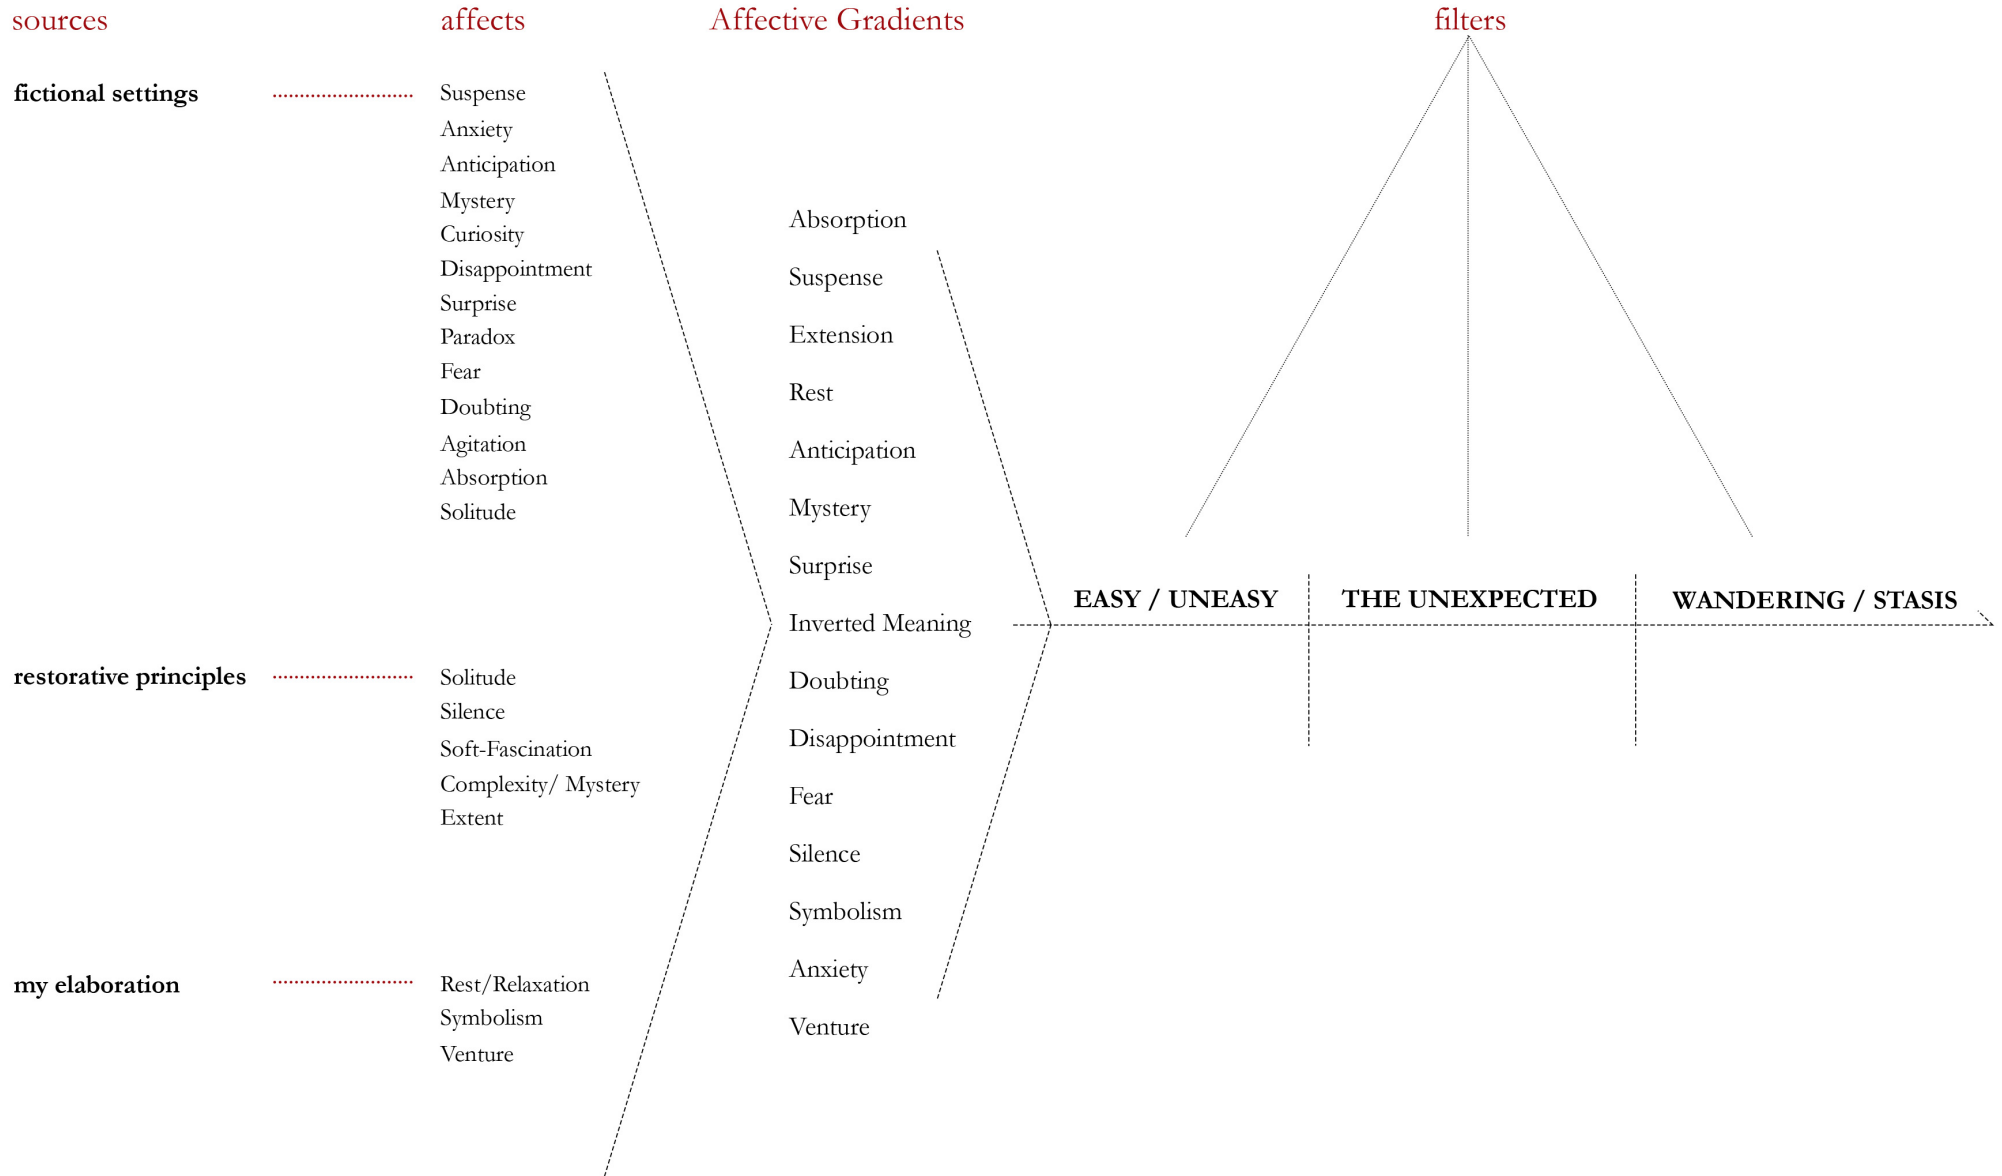 sources
affects
Affective Gradients
filters
fictional settings
Suspense
Anxiety
Anticipation
Mystery
Curiosity
Disappointment
Surprise
Paradox
Fear
Doubting
Agitation
Absorption
Solitude
restorative principles
Solitude
Silence
Soft-Fascination
Complexity/ Mystery
Extent
my elaboration
Rest/Relaxation
Symbolism
Venture
Absorption
Suspense
Extension
Rest
Anticipation
Mystery
Surprise
Inverted Meaning
Doubting
Disappointment
Fear
Silence
Symbolism
Anxiety
Venture
EASY / UNEASY
THE UNEXPECTED
WANDERING / STASIS